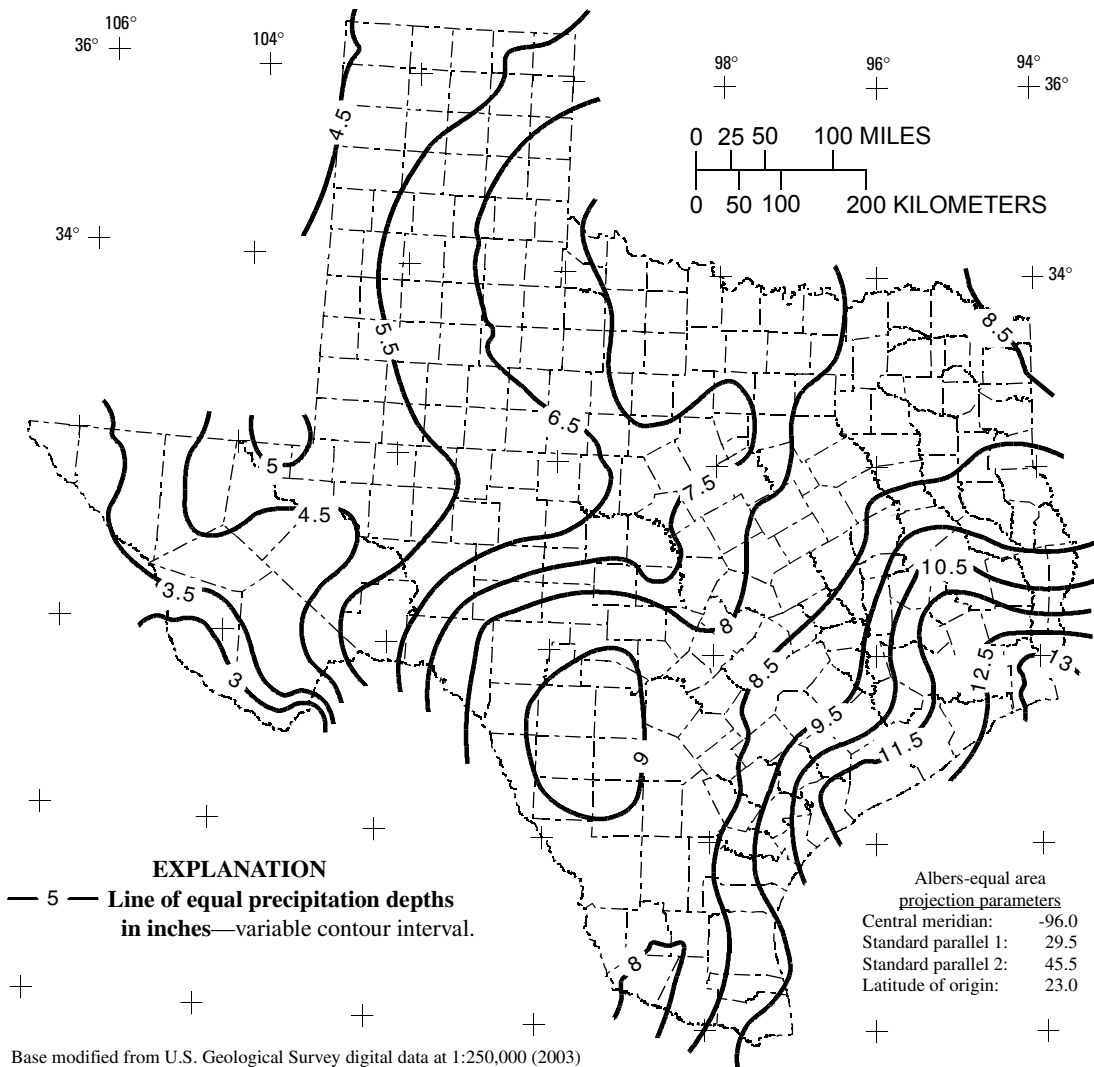 106°
36°
104°
98°
96°
94°
36°
4.5
0 25 50 100 MILES
0 50 100 200 KILOMETERS
34°
34°
8.5
5.5
6.5
5
7.5
4.5
10.5
3.5
8
13
12.5
8.5
3
9.5
11.5
9
EXPLANATION
5 Line of equal precipitation depths
in inches—variable contour interval.
Albers-equal area
projection parameters
Central meridian: -96.0
Standard parallel 1: 29.5
Standard parallel 2: 45.5
Latitude of origin: 23.0
8
Base modified from U.S. Geological Survey digital data at 1:250,000 (2003)